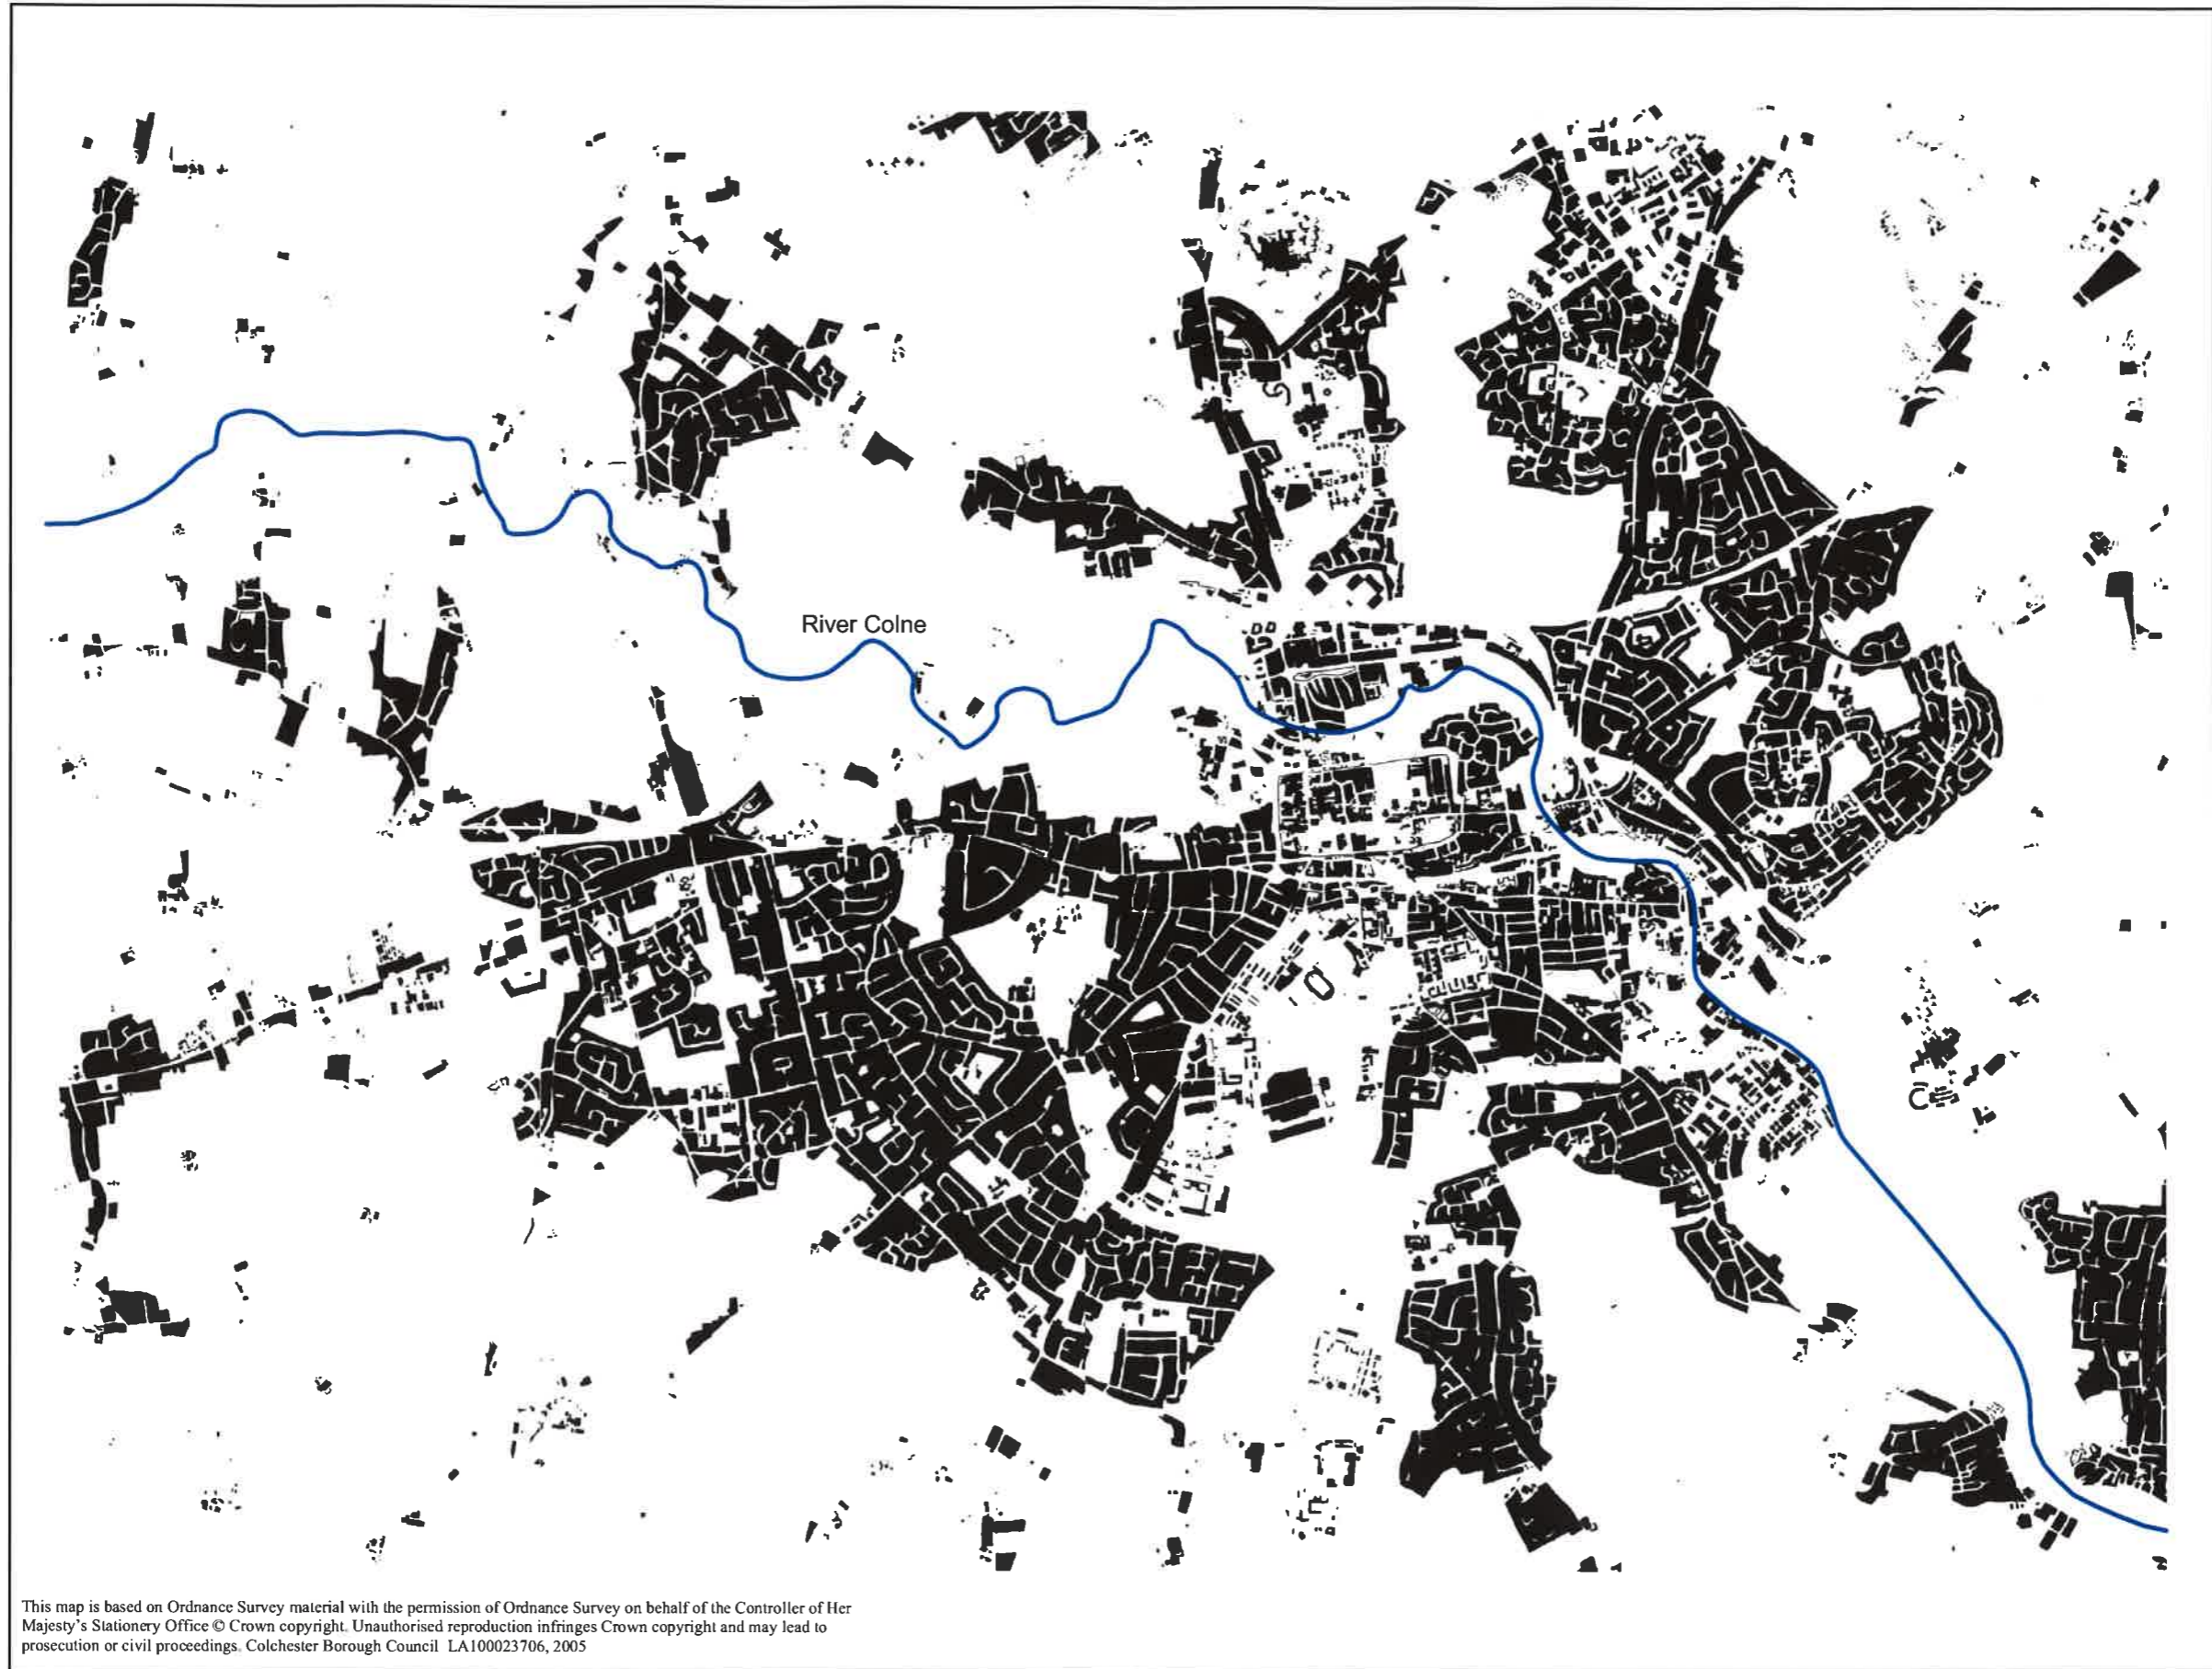 River Colne
This map is based on Ordnance Survey material with the permission of Ordnance Survey on behalf of the Controller of Her
Majesty's Stationery Office © Crown copyright. Unauthorised reproduction infringes Crown copyright and may lead to
prosecution or civil proceedings. Colchester Borough Council LA100023706, 2005